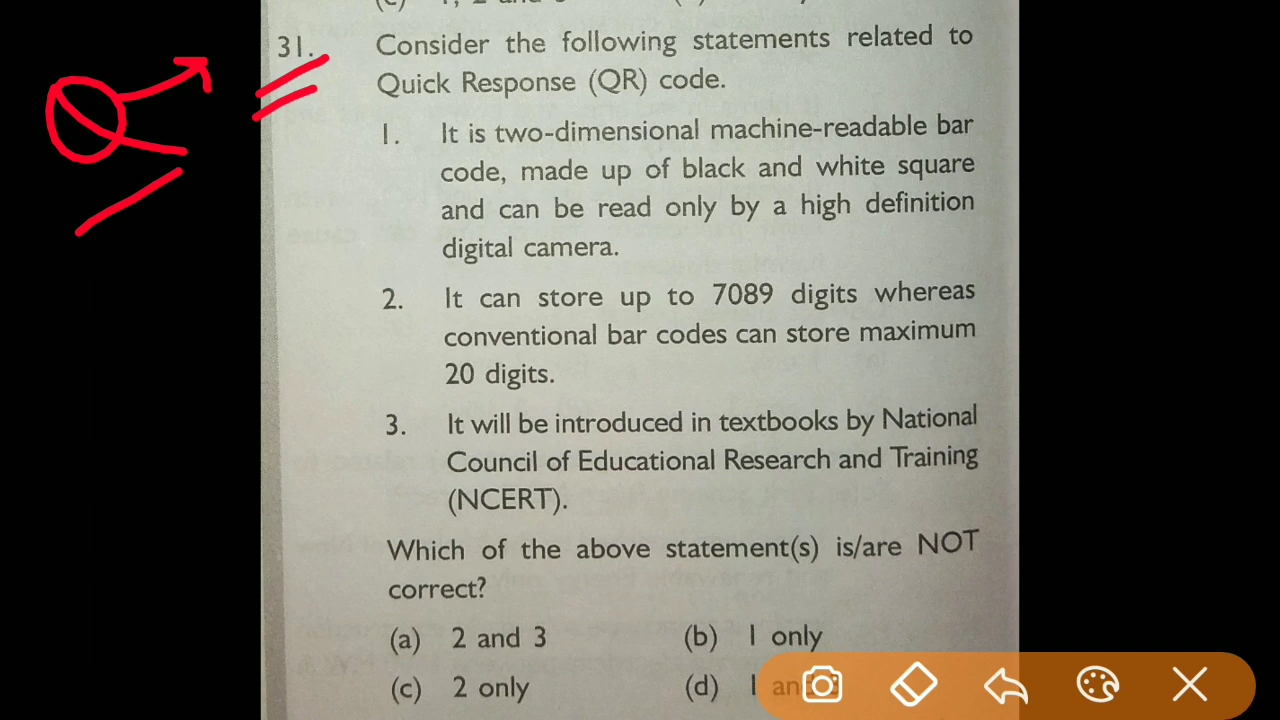 31. Consider the following statements related to
Quick Response (QR) code.
1. It is two-dimensional machine-readable bar
code, made up of black and white square
and can be read only by a high definition
digital camera.
2. It can store up to 7089 digits whereas
conventional bar codes can store maximum
20 digits.
3. It will be introduced in textbooks by National
Council of Educational Research and Training
(NCERT).
Which of the above statement(s) is/are NOT
correct?
(a) 2 and 3 (b) 1 only
(c) 2 only (d) 1